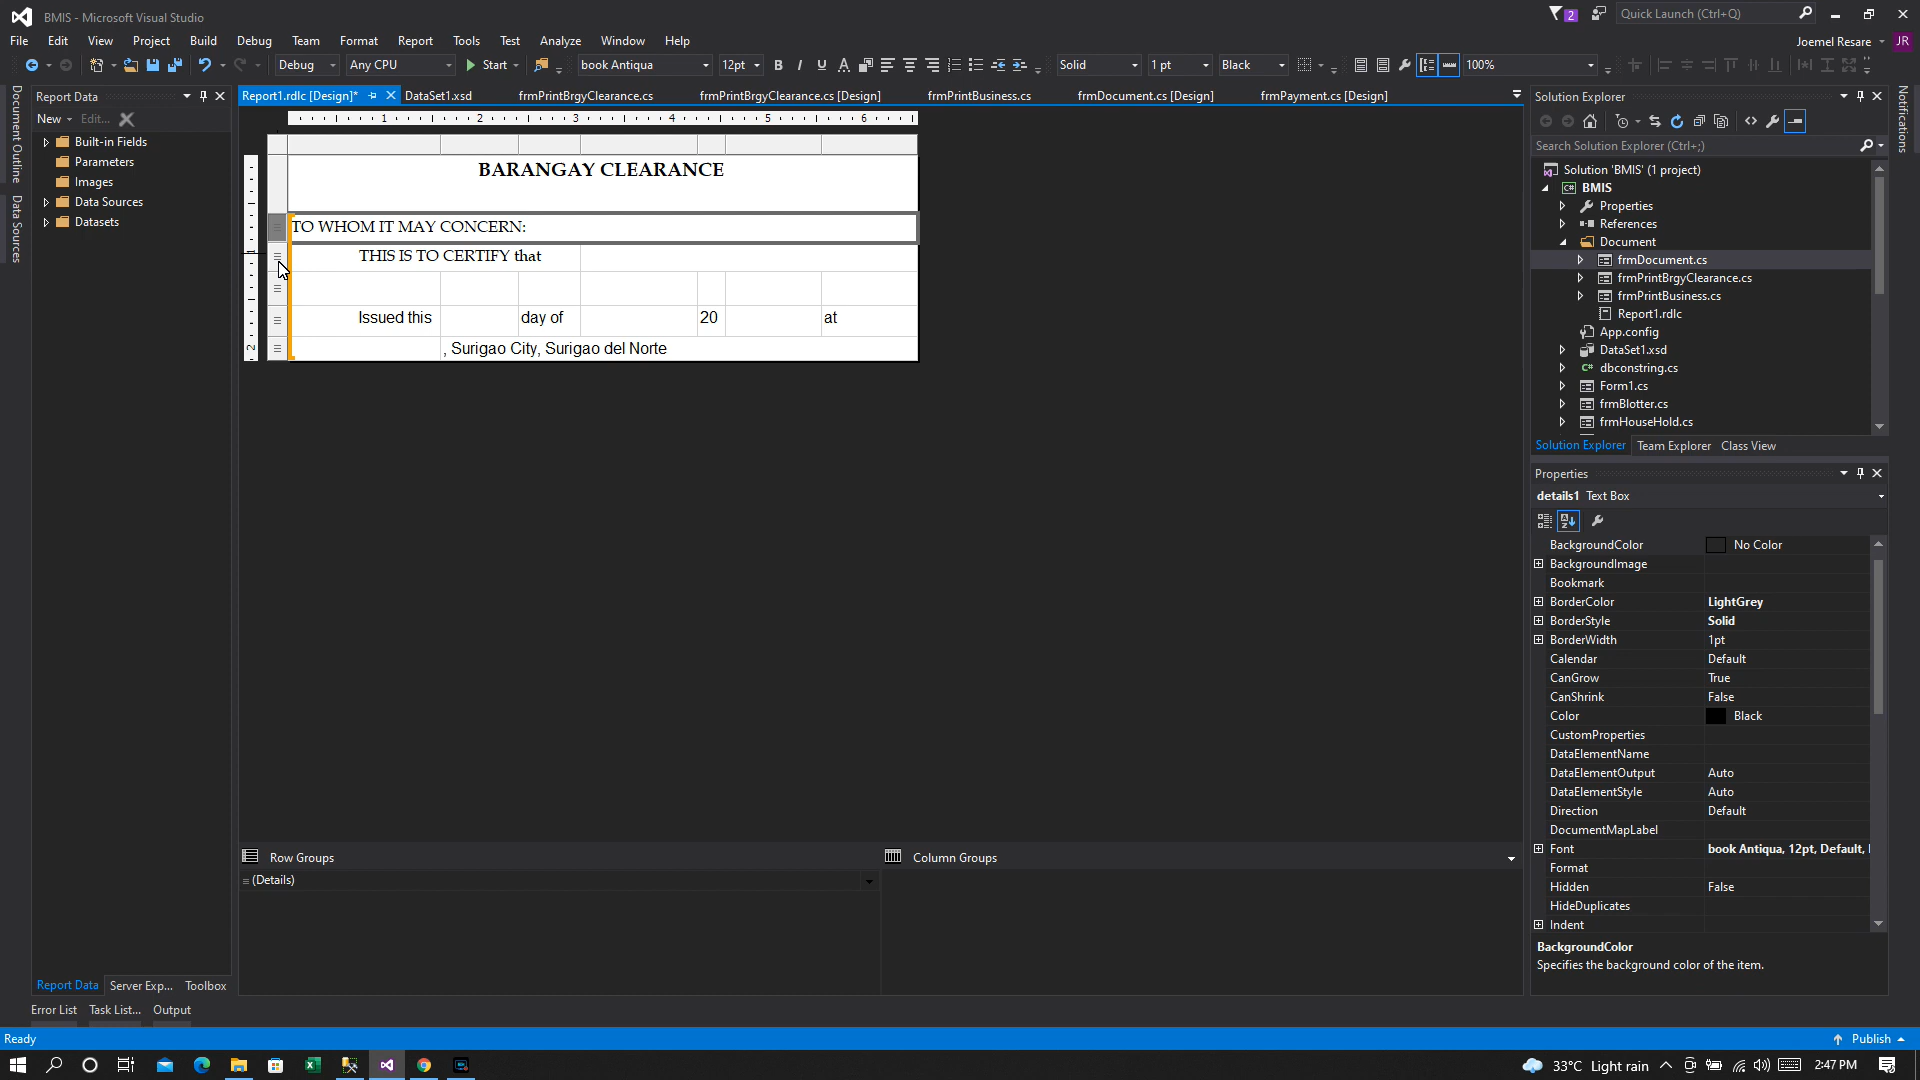 BMIS - Microsoft Visual Studio
2
Quick Launch (Ctrl+Q)
File Edit View Project Build Debug Team Format Report Tools Test Analyze Window Help
Joemel Resare JR
Debug Any CPU Start book Antiqua 12pt B I U A Solid 1 pt Black 100%
Document Outline
Data Sources
Report Data
New Edit...
Built-in Fields
Parameters
Images
Data Sources
Datasets
Report1.rdlc [Design]* DataSet1.xsd frmPrintBrgyClearance.cs frmPrintBrgyClearance.cs [Design] frmPrintBusiness.cs frmDocument.cs [Design] frmPayment.cs [Design]
1 2 3 4 5 6
BARANGAY CLEARANCE
TO WHOM IT MAY CONCERN:
THIS IS TO CERTIFY that
Issued this day of 20 at
2
, Surigao City, Surigao del Norte
Row Groups
(Details)
Column Groups
Report Data Server Exp... Toolbox
Error List Task List... Output
Solution Explorer
Search Solution Explorer (Ctrl+;)
Solution 'BMIS' (1 project)
C# BMIS
Properties
References
Document
frmDocument.cs
frmPrintBrgyClearance.cs
frmPrintBusiness.cs
Report1.rdlc
App.config
DataSet1.xsd
C# dbconstring.cs
Form1.cs
frmBlotter.cs
frmHouseHold.cs
Solution Explorer Team Explorer Class View
Notifications
Properties
details1 Text Box
BackgroundColor No Color
BackgroundImage
Bookmark
BorderColor LightGrey
BorderStyle Solid
BorderWidth 1pt
Calendar Default
CanGrow True
CanShrink False
Color Black
CustomProperties
DataElementName
DataElementOutput Auto
DataElementStyle Auto
Direction Default
DocumentMapLabel
Font book Antiqua, 12pt, Default,
Format
Hidden False
HideDuplicates
Indent
BackgroundColor
Specifies the background color of the item.
Ready
Publish
33°C Light rain
2:47 PM